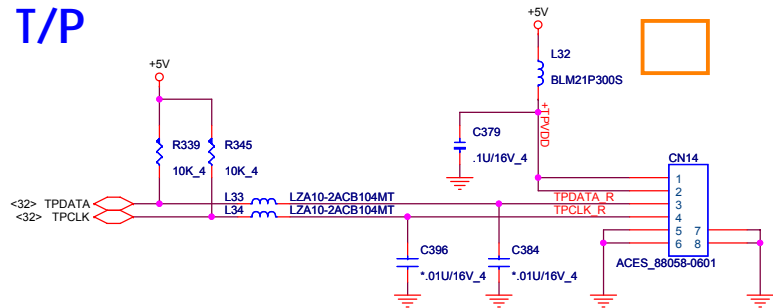 T/P
+5V
L32
BLM21P300S
+5V
+TPVDD
C379
.1U/16V_4
R339
10K_4
R345
10K_4
CN14
1
2
3
4
5
6
7
8
ACES_88058-0601
<32> TPDATA
L33
LZA10-2ACB104MT
TPDATA_R
<32> TPCLK
L34
LZA10-2ACB104MT
TPCLK_R
C396
*.01U/16V_4
C384
*.01U/16V_4